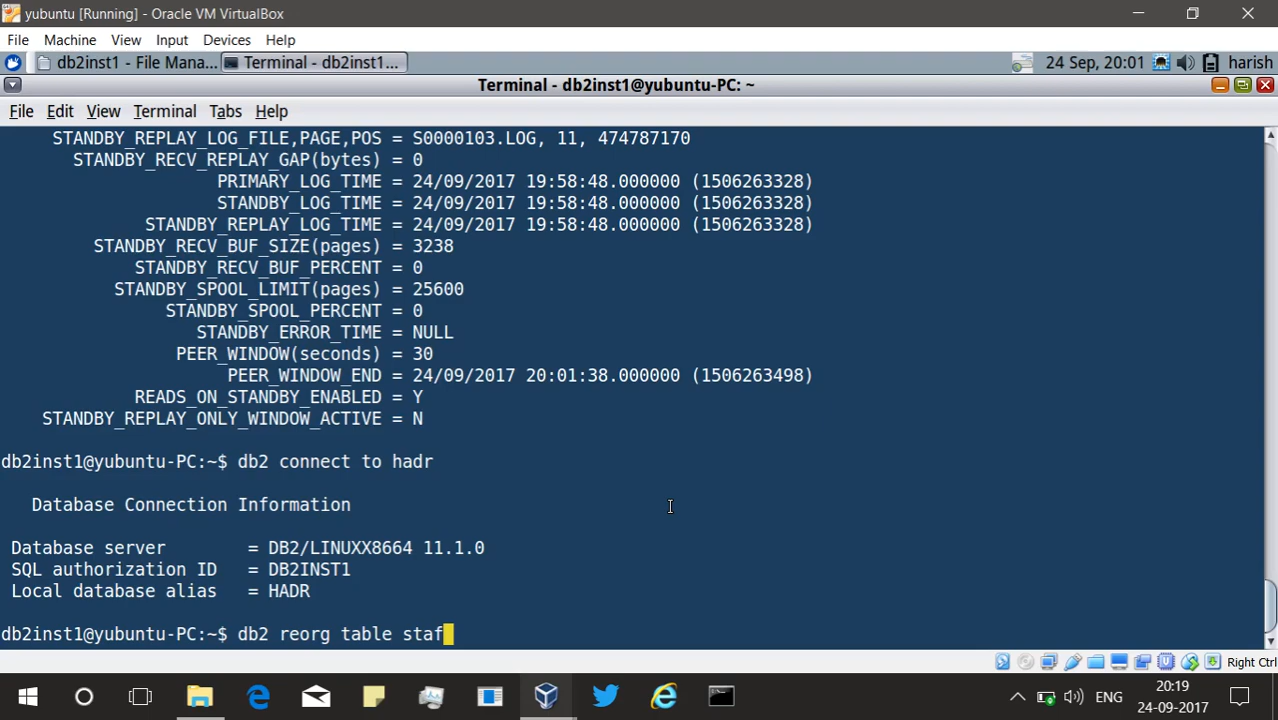 yubuntu [Running] - Oracle VM VirtualBox
File Machine View Input Devices Help
db2inst1 - File Mana... Terminal - db2inst1... 24 Sep, 20:01 harish
Terminal - db2inst1@yubuntu-PC: ~
File Edit View Terminal Tabs Help
STANDBY_REPLAY_LOG_FILE,PAGE,POS = S0000103.LOG, 11, 474787170
STANDBY_RECV_REPLAY_GAP(bytes) = 0
PRIMARY_LOG_TIME = 24/09/2017 19:58:48.000000 (1506263328)
STANDBY_LOG_TIME = 24/09/2017 19:58:48.000000 (1506263328)
STANDBY_REPLAY_LOG_TIME = 24/09/2017 19:58:48.000000 (1506263328)
STANDBY_RECV_BUF_SIZE(pages) = 3238
STANDBY_RECV_BUF_PERCENT = 0
STANDBY_SPOOL_LIMIT(pages) = 25600
STANDBY_SPOOL_PERCENT = 0
STANDBY_ERROR_TIME = NULL
PEER_WINDOW(seconds) = 30
PEER_WINDOW_END = 24/09/2017 20:01:38.000000 (1506263498)
READS_ON_STANDBY_ENABLED = Y
STANDBY_REPLAY_ONLY_WINDOW_ACTIVE = N
db2inst1@yubuntu-PC:~$ db2 connect to hadr
Database Connection Information
Database server = DB2/LINUXX8664 11.1.0
SQL authorization ID = DB2INST1
Local database alias = HADR
db2inst1@yubuntu-PC:~$ db2 reorg table staf
Right Ctrl
ENG 20:19
24-09-2017